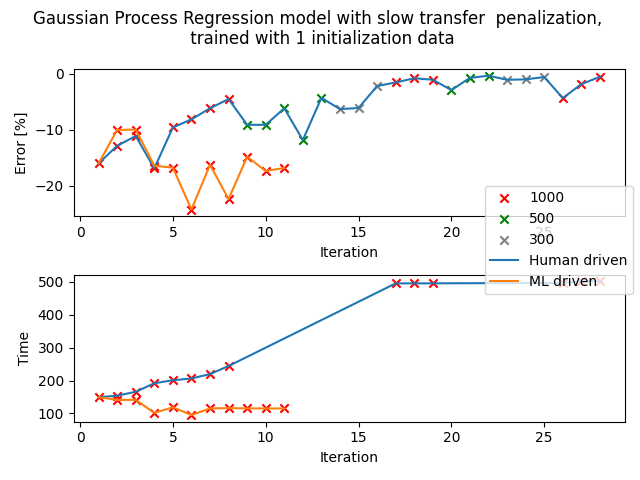 Gaussian Process Regression model with slow transfer  penalization,
trained with 1 initialization data
0
−10
−20
Error [%]
0 5 10 15 20 25
Iteration
1000
500
300
Human driven
ML driven
500
400
300
200
100
Time
0 5 10 15 20 25
Iteration